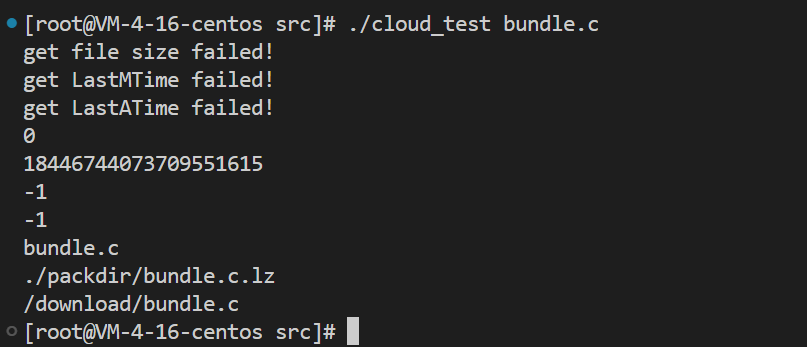 [root@VM-4-16-centos src]# ./cloud_test bundle.c
get file size failed!
get LastMTime failed!
get LastATime failed!
0
18446744073709551615
-1
-1
bundle.c
./packdir/bundle.c.lz
/download/bundle.c
[root@VM-4-16-centos src]#